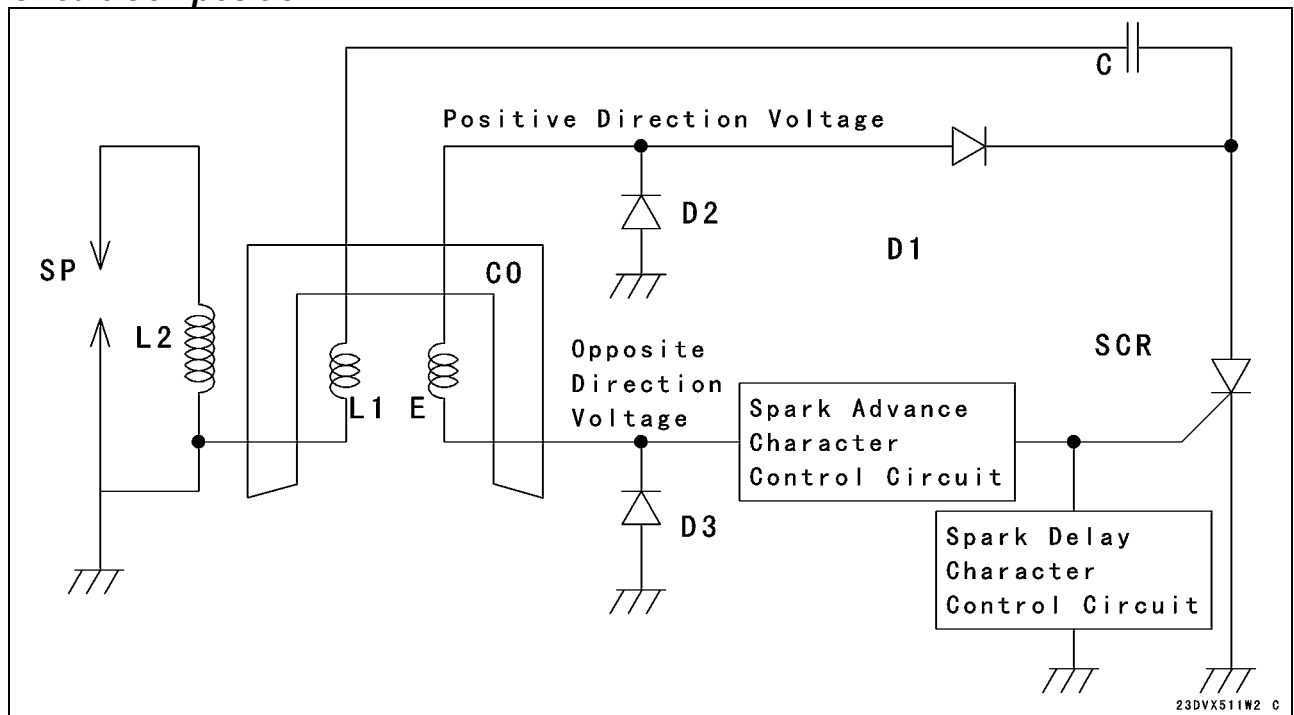 C
Positive Direction Voltage
D2
D1
SP
CO
L2
SCR
Opposite
Direction
Voltage
L1 E
Spark Advance
Character
Control Circuit
D3
Spark Delay
Character
Control Circuit
23DVX511W2 C